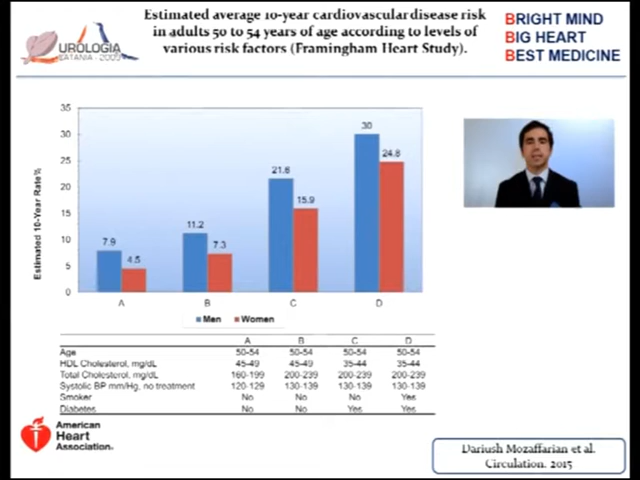 Estimated average 10-year cardiovascular disease risk
in adults 50 to 54 years of age according to levels of
various risk factors (Framingham Heart Study).
UROLOGIA
BRIGHT MIND
BIG HEART
BEST MEDICINE
Estimated 10-Year Rate%
35
30
25
20
15
10
5
0
7.9
4.5
11.2
7.3
21.6
15.9
30
24.8
A B C D
Men Women
A B C D
Age 50-54 50-54 50-54 50-54
HDL Cholesterol, mg/dL 45-49 45-49 35-44 35-44
Total Cholesterol, mg/dL 160-199 200-239 200-239 200-239
Systolic BP mm/Hg, no treatment 120-129 130-139 130-139 130-139
Smoker No No No Yes
Diabetes No No Yes Yes
American
Heart
Association.
Dariush Mozaffarian et al.
Circulation. 2015